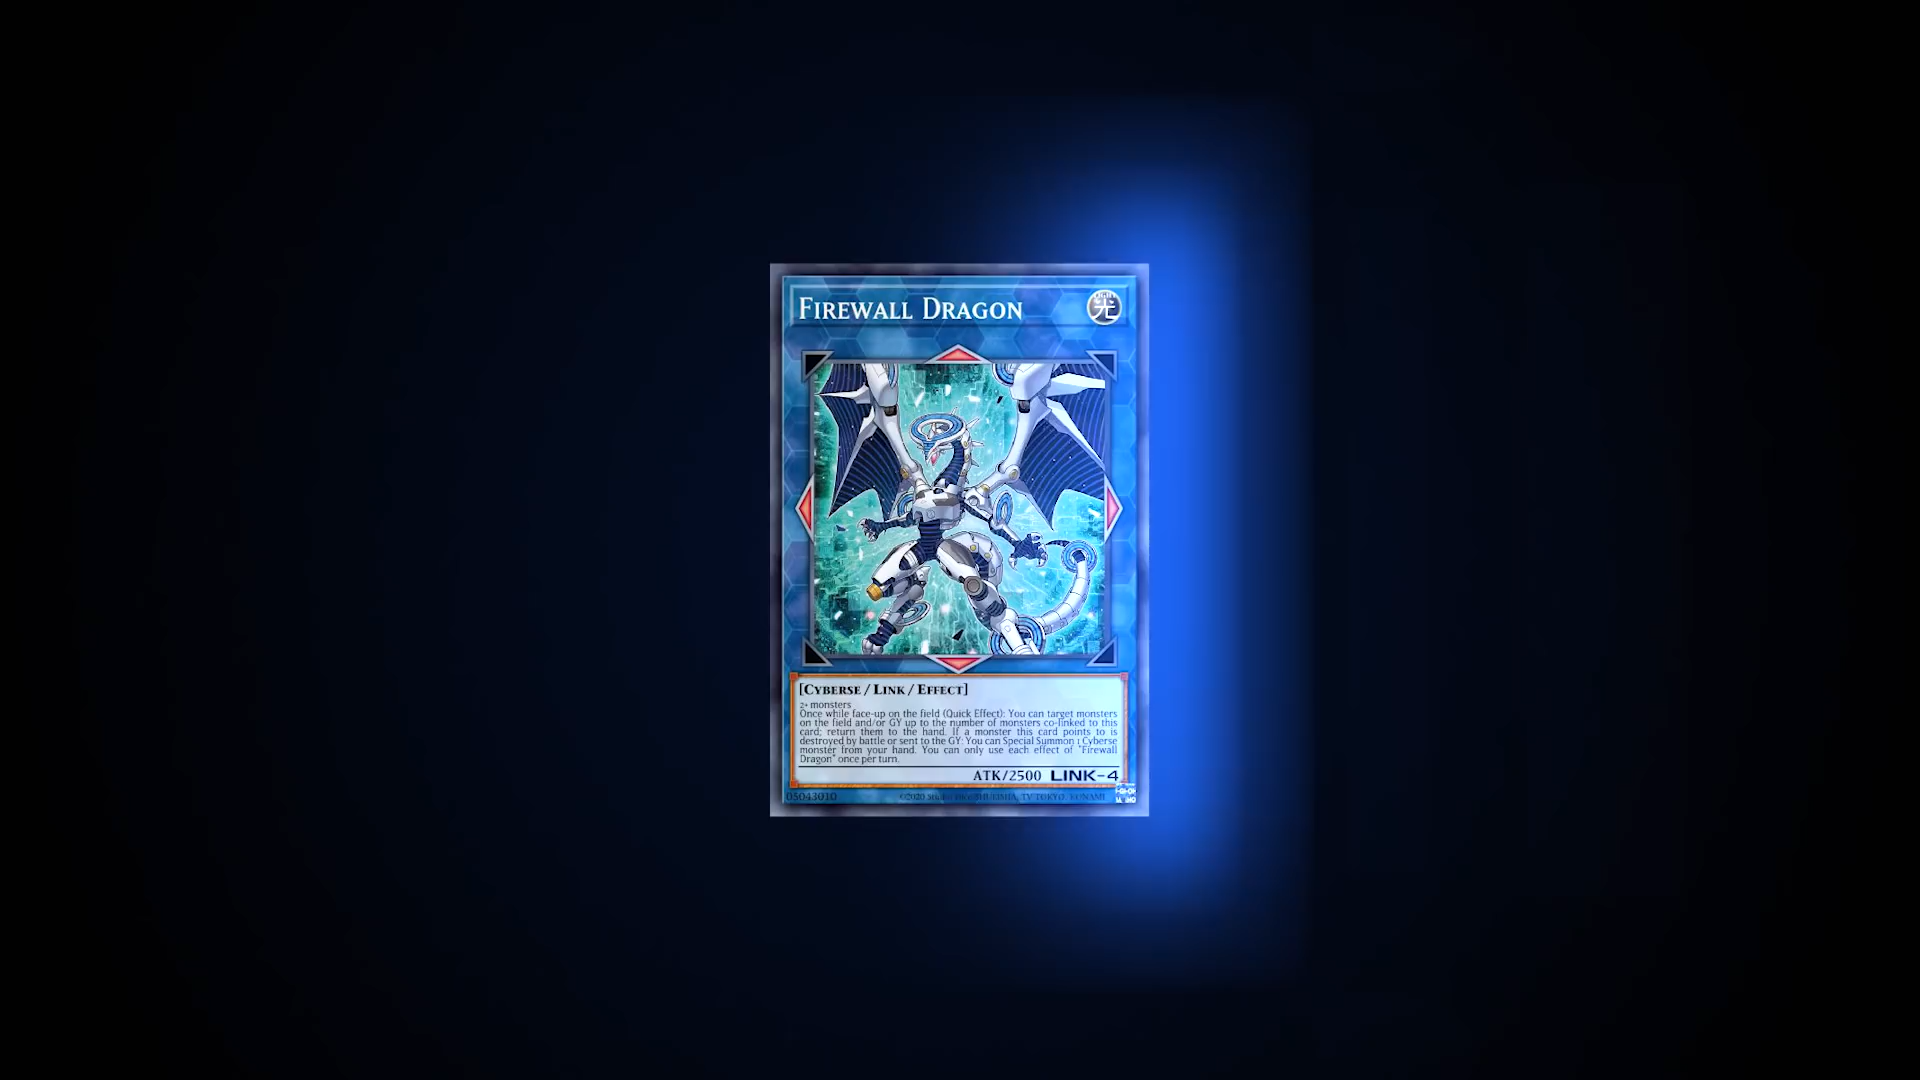 FIREWALL DRAGON
光
[CYBERSE / LINK / EFFECT]
2+ monsters
Once while face-up on the field (Quick Effect): You can target monsters
on the field and/or GY up to the number of monsters co-linked to this
card; return them to the hand. If a monster this card points to is
destroyed by battle or sent to the GY: You can Special Summon 1 Cyberse
monster from your hand. You can only use each effect of "Firewall
Dragon" once per turn.
ATK/2500 LINK-4
05043010
©2020 SHUEISHA, TV TOKYO, KONAMI